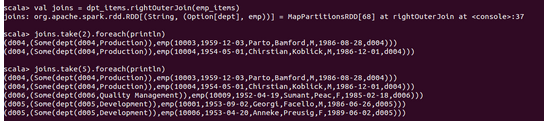 scala> val joins = dpt_items.rightOuterJoin(emp_items)
joins: org.apache.spark.rdd.RDD[(String, (Option[dept], emp))] = MapPartitionsRDD[68] at rightOuterJoin at <console>:37
scala> joins.take(2).foreach(println)
(d004,(Some(dept(d004,Production)),emp(10003,1959-12-03,Parto,Bamford,M,1986-08-28,d004)))
(d004,(Some(dept(d004,Production)),emp(10004,1954-05-01,Chirstian,Koblick,M,1986-12-01,d004)))
scala> joins.take(5).foreach(println)
(d004,(Some(dept(d004,Production)),emp(10003,1959-12-03,Parto,Bamford,M,1986-08-28,d004)))
(d004,(Some(dept(d004,Production)),emp(10004,1954-05-01,Chirstian,Koblick,M,1986-12-01,d004)))
(d006,(Some(dept(d006,Quality Management)),emp(10009,1952-04-19,Sumant,Peac,F,1985-02-18,d006)))
(d005,(Some(dept(d005,Development)),emp(10001,1953-09-02,Georgi,Facello,M,1986-06-26,d005)))
(d005,(Some(dept(d005,Development)),emp(10006,1953-04-20,Anneke,Preusig,F,1989-06-02,d005)))